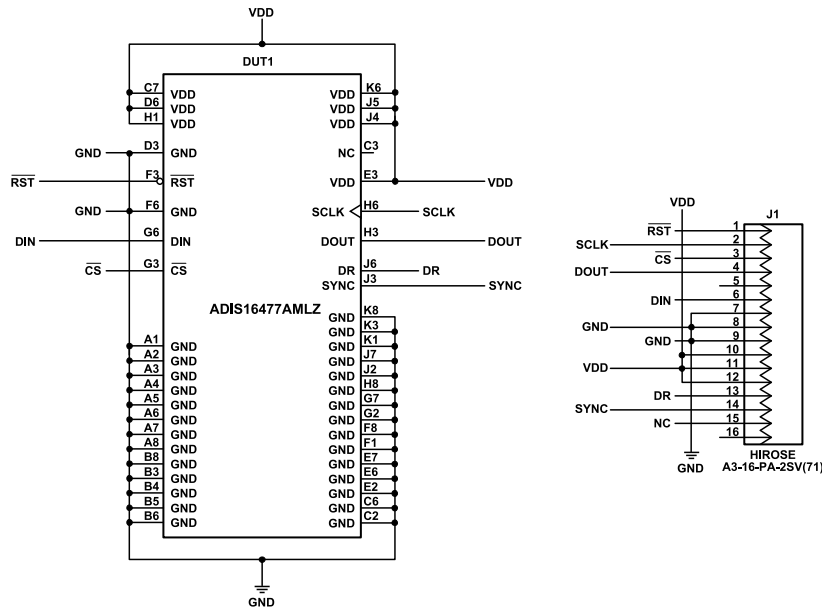 VDD
DUT1
C7 VDD
D6 VDD
H1 VDD
GND D3 GND
RST F3 RST
GND F6 GND
DIN G6 DIN
CS G3 CS
A1 GND
A2 GND
A3 GND
A4 GND
A5 GND
A6 GND
A7 GND
A8 GND
B8 GND
B3 GND
B4 GND
B5 GND
B6 GND
ADIS16477AMLZ
VDD K6
VDD J5
VDD J4
NC C3
VDD E3 VDD
SCLK H6 SCLK
DOUT H3 DOUT
DR J6 DR
SYNC J3 SYNC
GND K8
GND K3
GND K1
GND J7
GND J2
GND H8
GND G7
GND G2
GND F8
GND F1
GND E7
GND E6
GND E2
GND C6
GND C2
GND
VDD
J1
RST 1
SCLK 2
CS 3
DOUT 4
5
DIN 6
7
GND 8
GND 9
10
VDD 11
12
DR 13
SYNC 14
NC 15
16
GND
HIROSE
A3-16-PA-2SV(71)